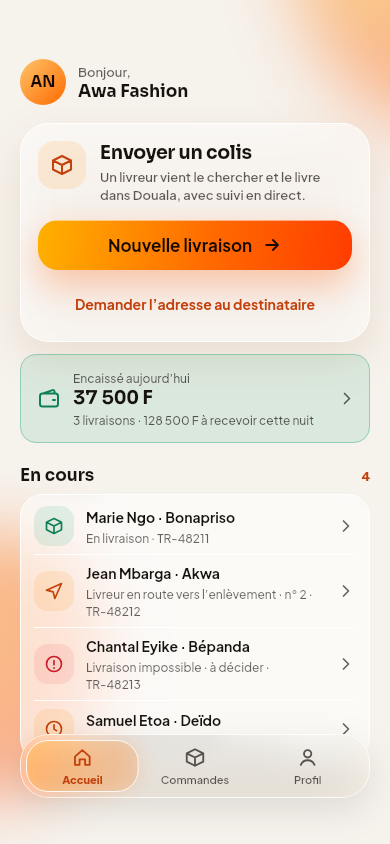 AN
Bonjour,
Awa Fashion
Envoyer un colis
Un livreur vient le chercher et le livre
dans Douala, avec suivi en direct.
Nouvelle livraison →
Demander l’adresse au destinataire
Encaissé aujourd’hui
37 500 F
3 livraisons · 128 500 F à recevoir cette nuit
En cours
4
Marie Ngo · Bonapriso
En livraison · TR-48211
Jean Mbarga · Akwa
Livreur en route vers l’enlèvement · n° 2 ·
TR-48212
Chantal Eyike · Bépanda
Livraison impossible · à décider ·
TR-48213
Samuel Etoa · Deïdo
Accueil
Commandes
Profil